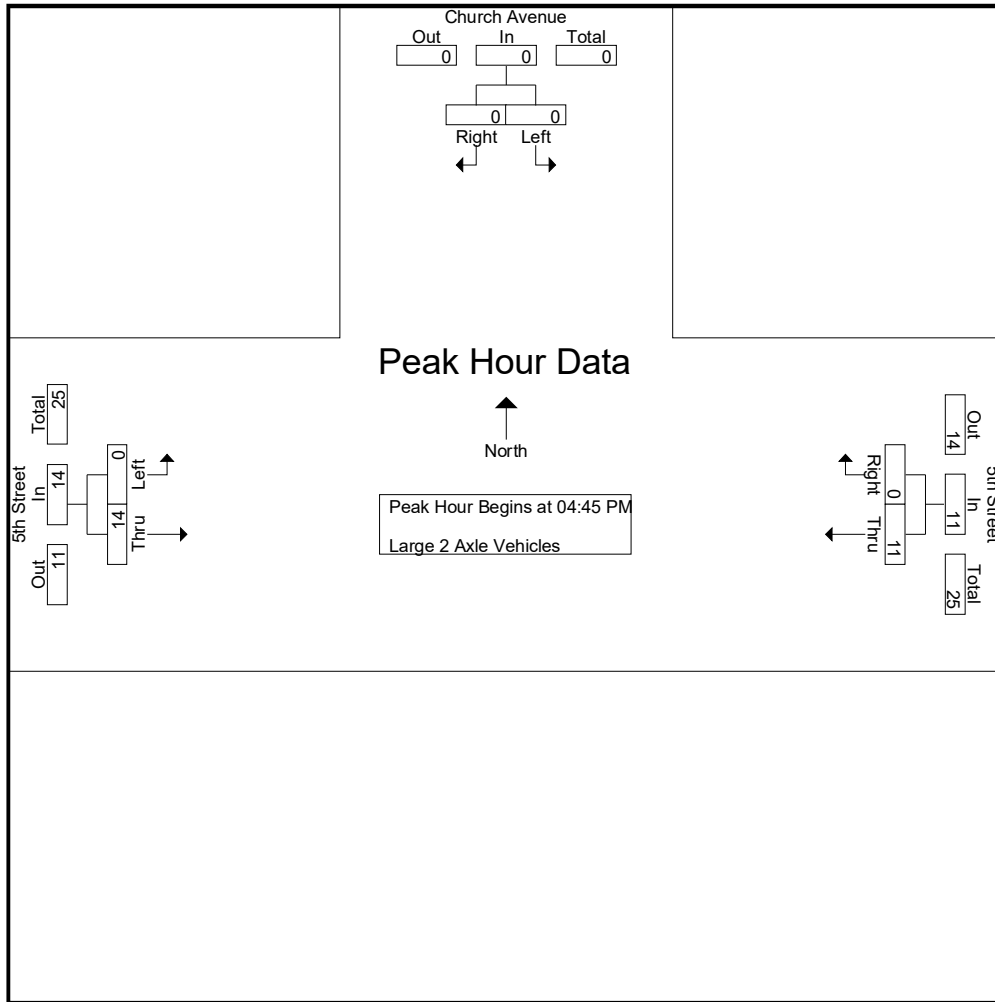 Church Avenue
Out In Total
0 0 0
0 0
Right Left
Peak Hour Data
North
Peak Hour Begins at 04:45 PM
Large 2 Axle Vehicles
5th Street
Total In Out
25 14 11
0 14
Left Thru
5th Street
Out In Total
14 11 25
0 11
Right Thru